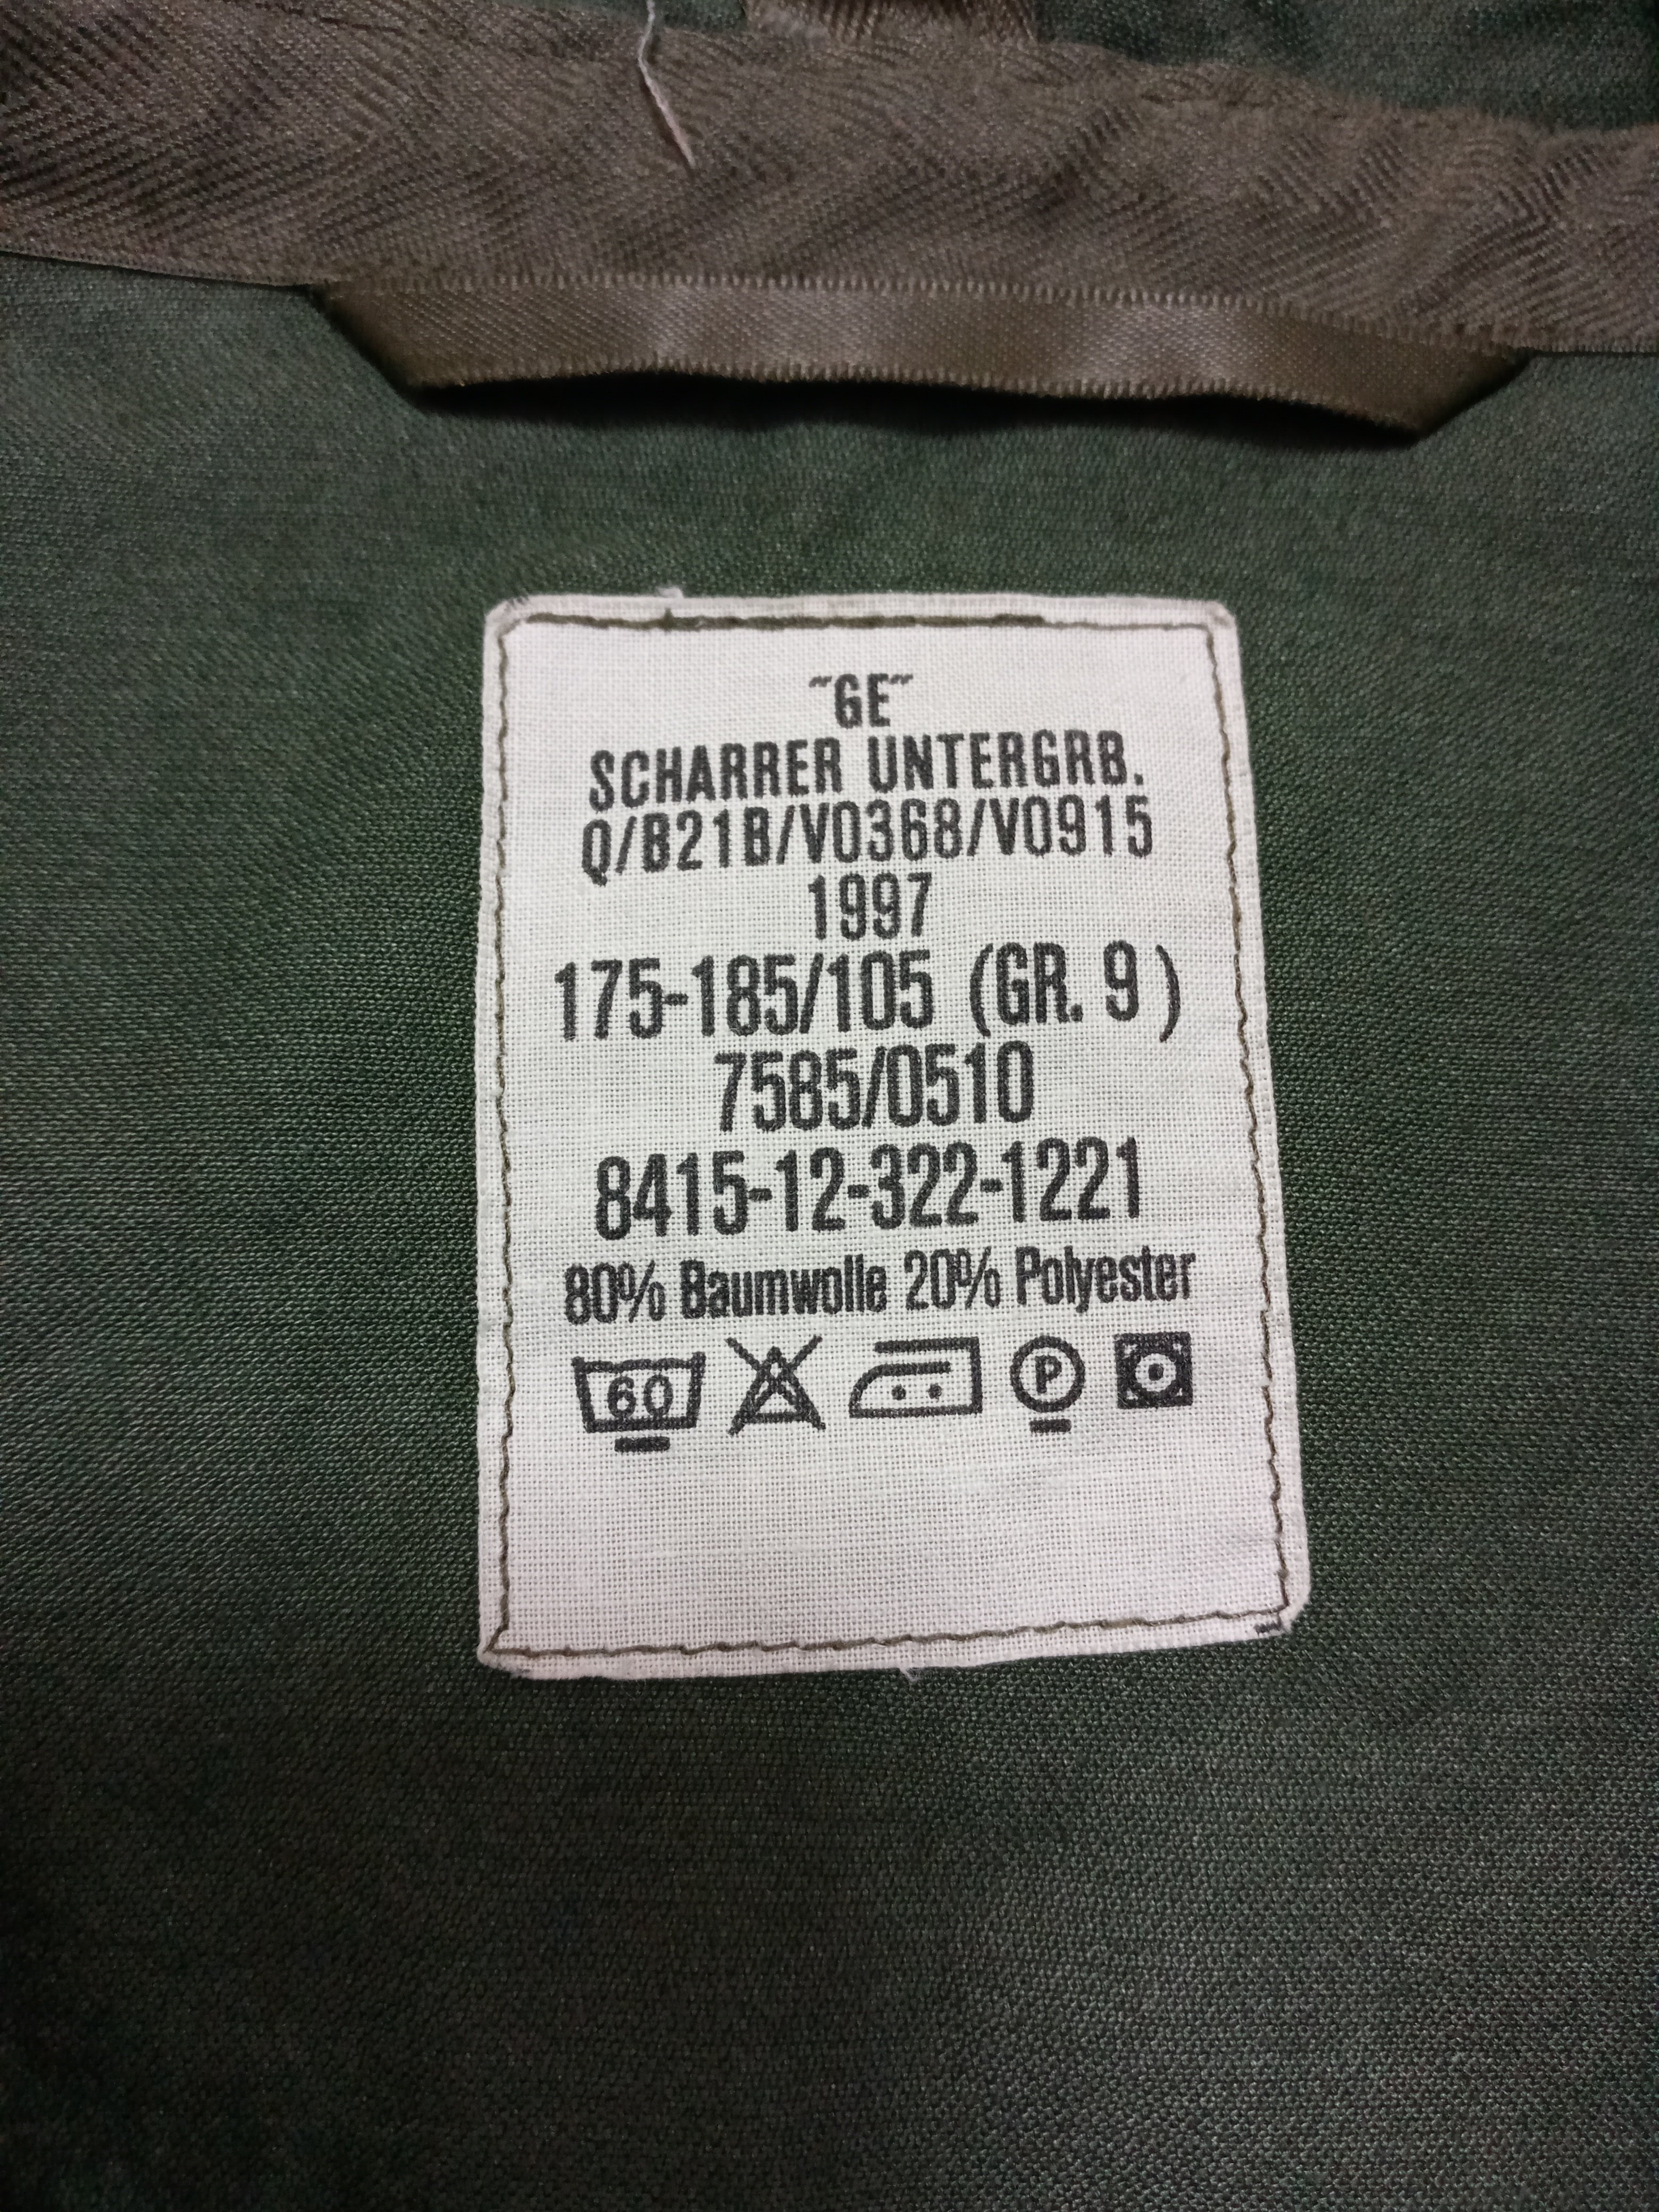 "GE"
SCHARRER UNTERGRB.
Q/B21B/V0368/V0915
1997
175-185/105 (GR. 9)
7585/0510
8415-12-322-1221
80% Baumwolle 20% Polyester
60 P